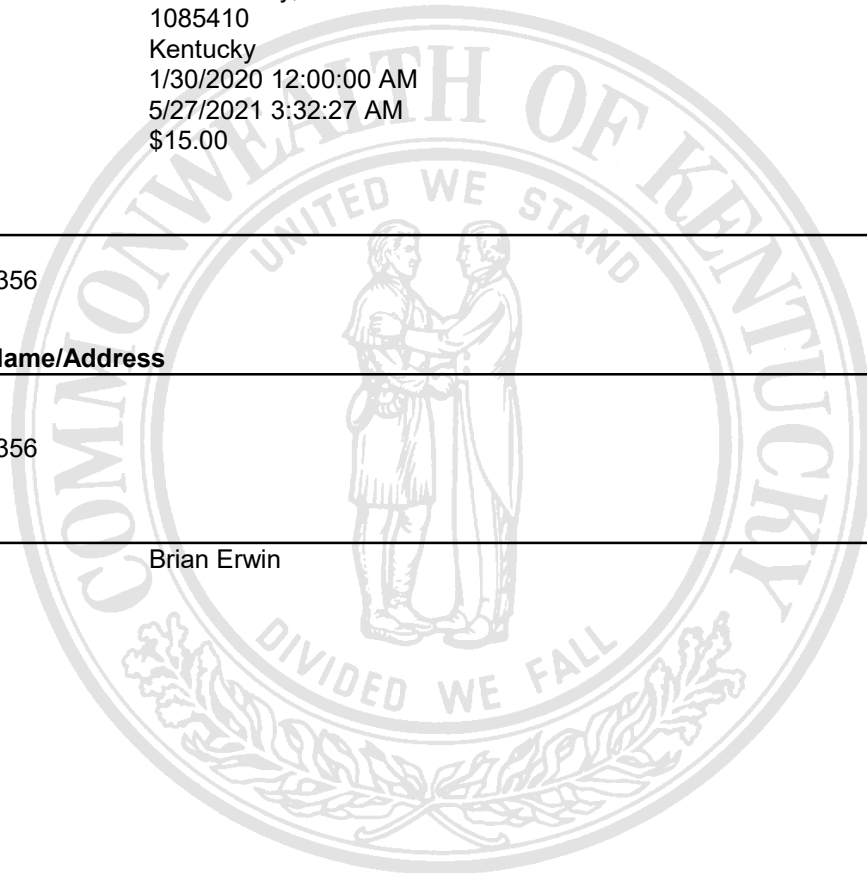 1085410
Kentucky
1/30/2020 12:00:00 AM
5/27/2021 3:32:27 AM
$15.00
COMMONWEALTH OF KENTUCKY
UNITED WE STAND
356
Name/Address
356
Brian Erwin
DIVIDED WE FALL